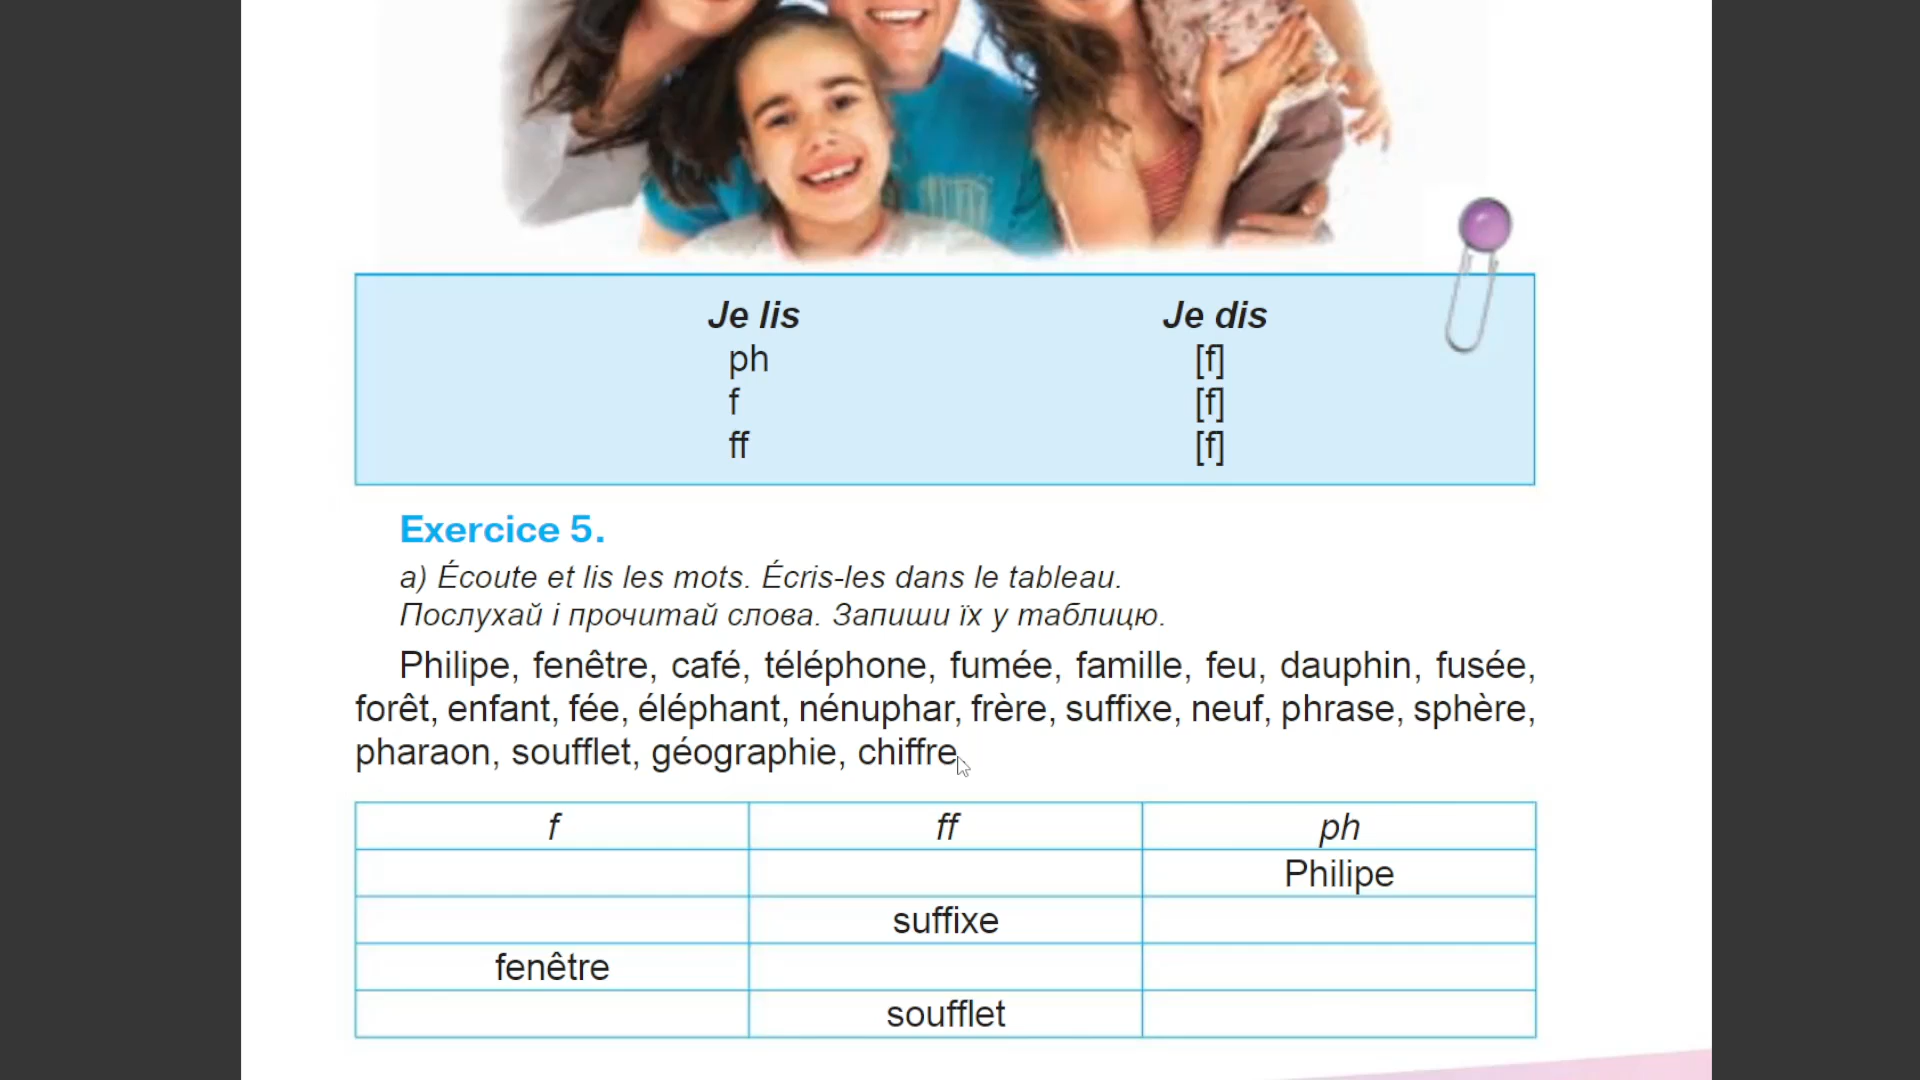 Je lis Je dis
ph [f]
f [f]
ff [f]
Exercice 5.
a) Écoute et lis les mots. Écris-les dans le tableau.
Послухай і прочитай слова. Запиши їх у таблицю.
Philipe, fenêtre, café, téléphone, fumée, famille, feu, dauphin, fusée,
forêt, enfant, fée, éléphant, nénuphar, frère, suffixe, neuf, phrase, sphère,
pharaon, soufflet, géographie, chiffre
f ff ph
Philipe
suffixe
fenêtre
soufflet